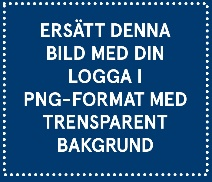 ERSÄTT DENNA
BILD MED DIN
LOGGA I
PNG-FORMAT MED
TRENSPARENT
BAKGRUND